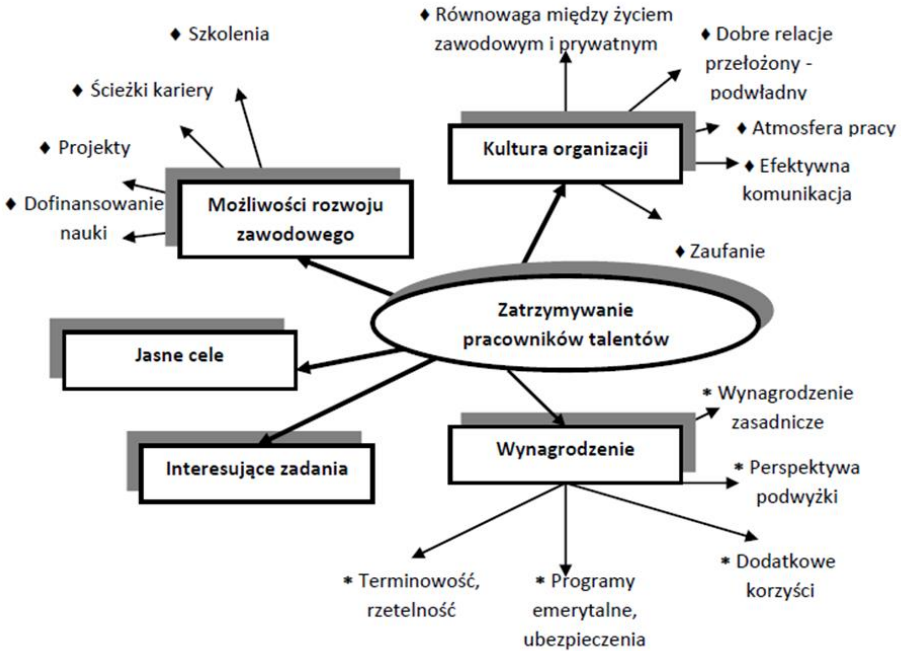 ♦ Szkolenia
♦ Ścieżki kariery
♦ Projekty
♦ Dofinansowanie
nauki
Możliwości rozwoju
zawodowego
♦ Równowaga między życiem
zawodowym i prywatnym
♦ Dobre relacje
przełożony -
podwładny
♦ Atmosfera pracy
♦ Efektywna
komunikacja
♦ Zaufanie
Kultura organizacji
Zatrzymywanie
pracowników talentów
Jasne cele
Interesujące zadania
Wynagrodzenie
* Wynagrodzenie
zasadnicze
* Perspektywa
podwyżki
* Dodatkowe
korzyści
* Programy
emerytalne,
ubezpieczenia
* Terminowość,
rzetelność